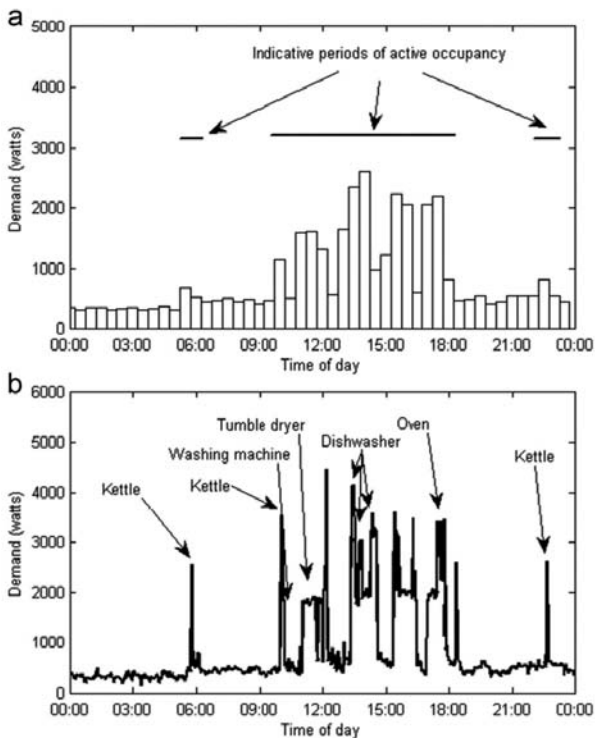 a
5000
Indicative periods of active occupancy
4000
3000
2000
1000
0
Demand (watts)
00:00 03:00 06:00 09:00 12:00 15:00 18:00 21:00 00:00
Time of day
b
6000
5000
4000
3000
2000
1000
0
Demand (watts)
Tumble dryer
Oven
Dishwasher
Washing machine
Kettle
Kettle
Kettle
00:00 03:00 06:00 09:00 12:00 15:00 18:00 21:00 00:00
Time of day